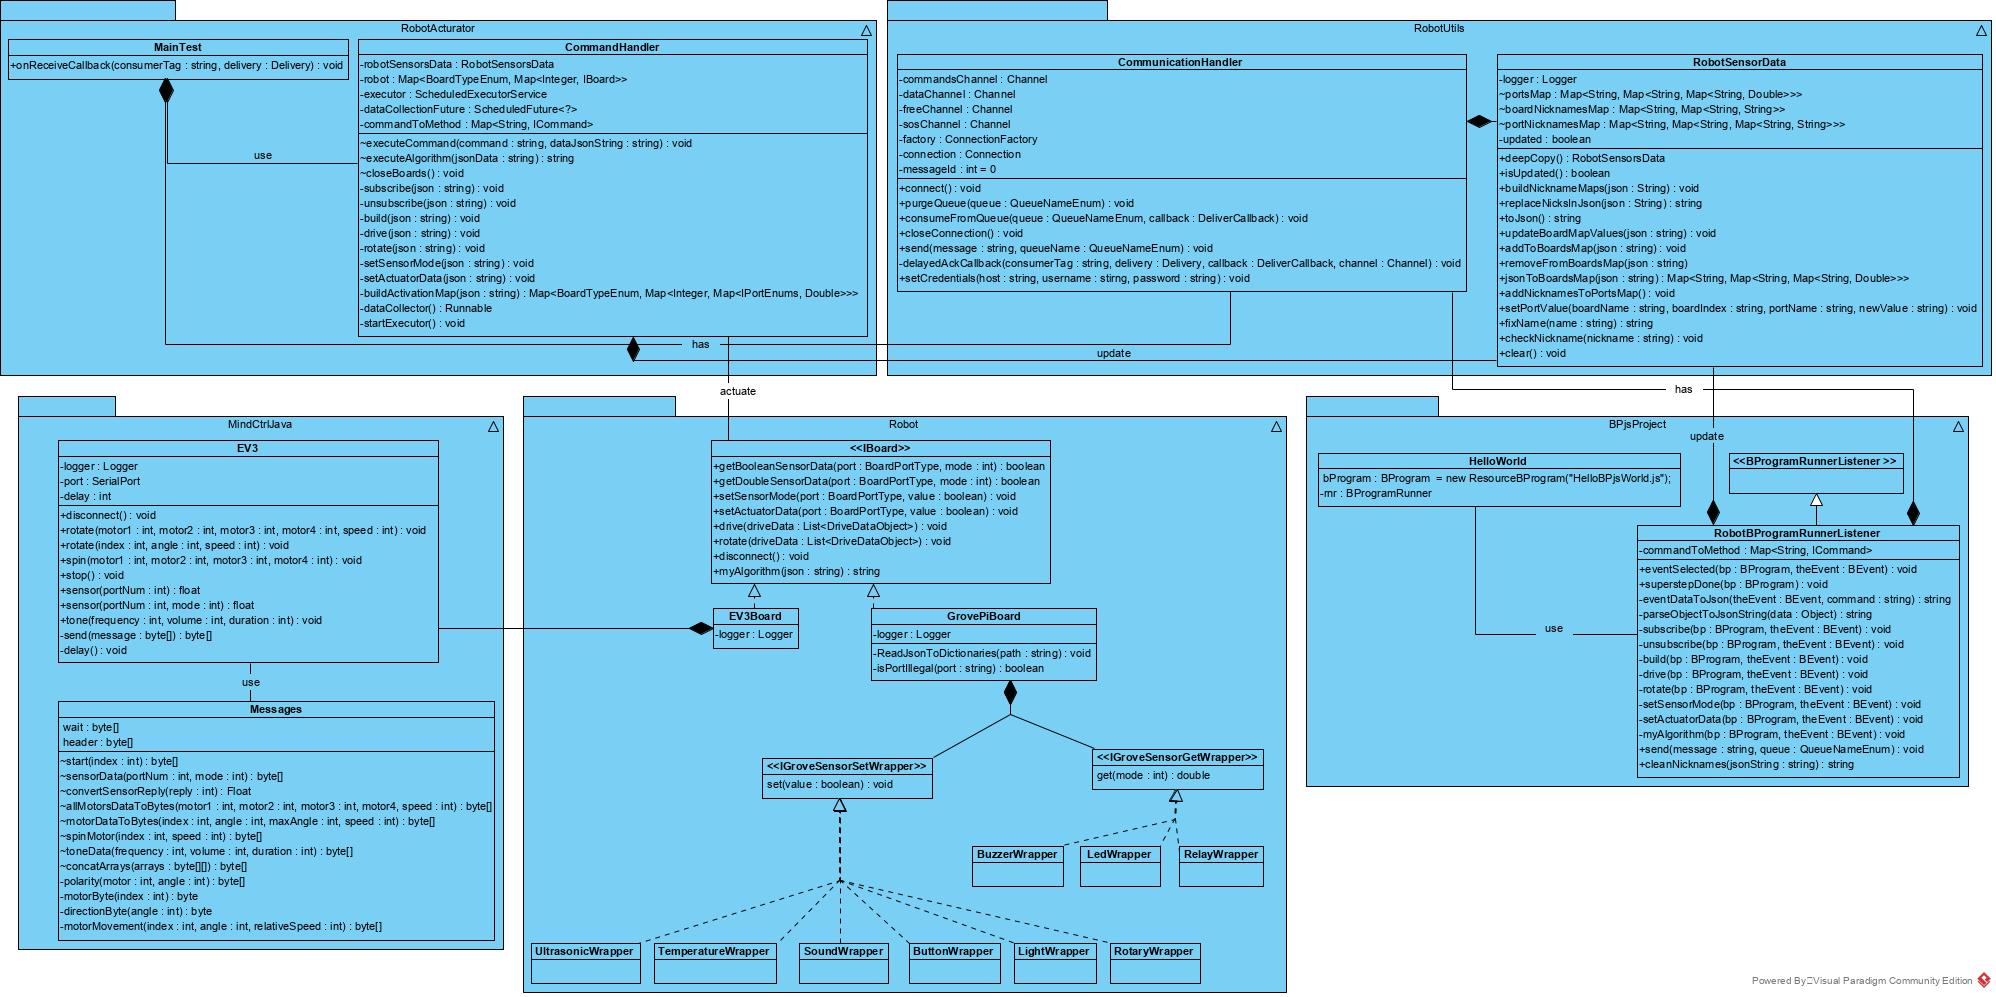 RobotActurator
MainTest
+onReceiveCallback(consumerTag : string, delivery : Delivery) : void
use
CommandHandler
-robotSensorsData : RobotSensorsData
-robot : Map<BoardTypeEnum, Map<Integer, IBoard>>
-executor : ScheduledExecutorService
-dataCollectionFuture : ScheduledFuture<?>
-commandToMethod : Map<String, ICommand>
~executeCommand(command : string, dataJsonString : string) : void
~executeAlgorithm(jsonData : string) : string
~closeBoards() : void
-subscribe(json : string) : void
-unsubscribe(json : string) : void
-build(json : string) : void
-drive(json : string) : void
-rotate(json : string) : void
-setSensorMode(json : string) : void
-setActuatorData(json : string) : void
-buildActivationMap(json : string) : Map<BoardTypeEnum, Map<Integer, Map<IPortEnums, Double>>>
-dataCollector() : Runnable
-startExecutor() : void
has
update
actuate
RobotUtils
CommunicationHandler
-commandsChannel : Channel
-dataChannel : Channel
-freeChannel : Channel
-sosChannel : Channel
-factory : ConnectionFactory
-connection : Connection
-messageId : int = 0
+connect() : void
+purgeQueue(queue : QueueNameEnum) : void
+consumeFromQueue(queue : QueueNameEnum, callback : DeliverCallback) : void
+closeConnection() : void
+send(message : string, queueName : QueueNameEnum) : void
-delayedAckCallback(consumerTag : string, delivery : Delivery, callback : DeliverCallback, channel : Channel) : void
+setCredentials(host : string, username : stirng, password : string) : void
RobotSensorData
-logger : Logger
~portsMap : Map<String, Map<String, Map<String, Double>>>
~boardNicknamesMap : Map<String, Map<String, String>>
~portNicknamesMap : Map<String, Map<String, Map<String, String>>>
-updated : boolean
+deepCopy() : RobotSensorsData
+isUpdated() : boolean
+buildNicknameMaps(json : String) : void
+replaceNicksInJson(json : String) : string
+toJson() : string
+updateBoardMapValues(json : string) : void
+addToBoardsMap(json : string) : void
+removeFromBoardsMap(json : string)
+jsonToBoardsMap(json : string) : Map<String, Map<String, Map<String, Double>>>
+addNicknamesToPortsMap() : void
+setPortValue(boardName : string, boardIndex : string, portName : string, newValue : string) : void
+fixName(name : string) : string
+checkNickname(nickname : string) : void
+clear() : void
has
update
MindCtrlJava
EV3
-logger : Logger
-port : SerialPort
-delay : int
+disconnect() : void
+rotate(motor1 : int, motor2 : int, motor3 : int, motor4 : int, speed : int) : void
+rotate(index : int, angle : int, speed : int) : void
+spin(motor1 : int, motor2 : int, motor3 : int, motor4 : int) : void
+stop() : void
+sensor(portNum : int) : float
+sensor(portNum : int, mode : int) : float
+tone(frequency : int, volume : int, duration : int) : void
-send(message : byte[]) : byte[]
-delay() : void
use
Messages
wait : byte[]
header : byte[]
~start(index : int) : byte[]
~sensorData(portNum : int, mode : int) : byte[]
~convertSensorReply(reply : int) : Float
~allMotorsDataToBytes(motor1 : int, motor2 : int, motor3 : int, motor4, speed : int) : byte[]
~motorDataToBytes(index : int, angle : int, maxAngle : int, speed : int) : byte[]
~spinMotor(index : int, speed : int) : byte[]
~toneData(frequency : int, volume : int, duration : int) : byte[]
~concatArrays(arrays : byte[][]) : byte[]
-polarity(motor : int, angle : int) : byte[]
-motorByte(index : int) : byte
-directionByte(angle : int) : byte
-motorMovement(index : int, angle : int, relativeSpeed : int) : byte[]
Robot
<<IBoard>>
+getBooleanSensorData(port : BoardPortType, mode : int) : boolean
+getDoubleSensorData(port : BoardPortType, mode : int) : boolean
+setSensorMode(port : BoardPortType, value : boolean) : void
+setActuatorData(port : BoardPortType, value : boolean) : void
+drive(driveData : List<DriveDataObject>) : void
+rotate(driveData : List<DriveDataObject>) : void
+disconnect() : void
+myAlgorithm(json : string) : string
EV3Board
-logger : Logger
GrovePiBoard
-logger : Logger
-ReadJsonToDictionaries(path : string) : void
-isPortIllegal(port : string) : boolean
<<IGroveSensorSetWrapper>>
set(value : boolean) : void
<<IGroveSensorGetWrapper>>
get(mode : int) : double
BuzzerWrapper
LedWrapper
RelayWrapper
UltrasonicWrapper
TemperatureWrapper
SoundWrapper
ButtonWrapper
LightWrapper
RotaryWrapper
BPjsProject
HelloWorld
bProgram : BProgram = new ResourceBProgram("HelloBPjsWorld.js");
-rnr : BProgramRunner
<<BProgramRunnerListener >>
use
RobotBProgramRunnerListener
-commandToMethod : Map<String, ICommand>
+eventSelected(bp : BProgram, theEvent : BEvent) : void
+superstepDone(bp : BProgram) : void
-eventDataToJson(theEvent : BEvent, command : string) : string
-parseObjectToJsonString(data : Object) : string
-subscribe(bp : BProgram, theEvent : BEvent) : void
-unsubscribe(bp : BProgram, theEvent : BEvent) : void
-build(bp : BProgram, theEvent : BEvent) : void
-drive(bp : BProgram, theEvent : BEvent) : void
-rotate(bp : BProgram, theEvent : BEvent) : void
-setSensorMode(bp : BProgram, theEvent : BEvent) : void
-setActuatorData(bp : BProgram, theEvent : BEvent) : void
-myAlgorithm(bp : BProgram, theEvent : BEvent) : void
+send(message : string, queue : QueueNameEnum) : void
+cleanNicknames(jsonString : string) : string
Powered By Visual Paradigm Community Edition